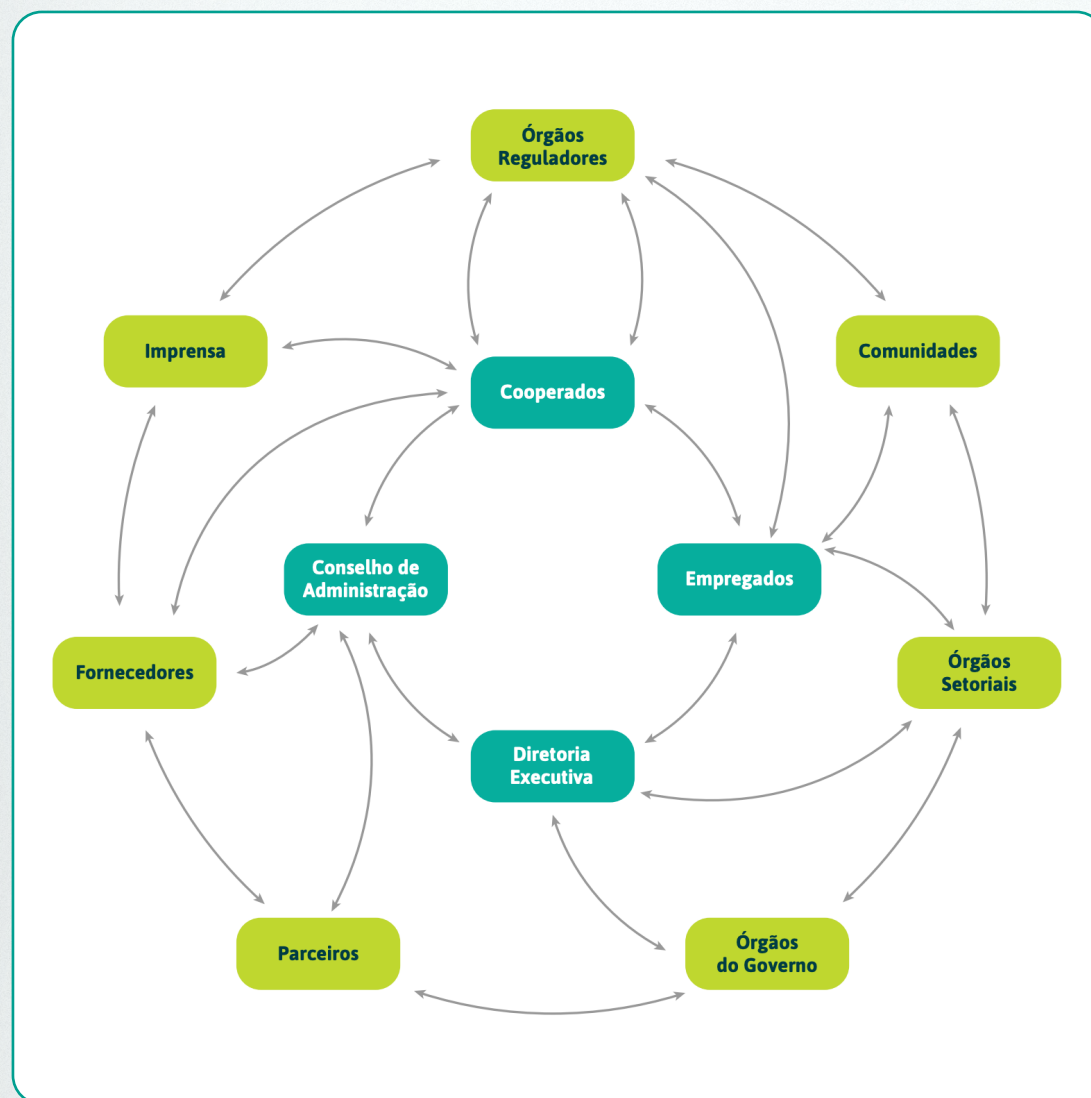 Órgãos
Reguladores
Imprensa
Comunidades
Cooperados
Conselho de
Administração
Empregados
Fornecedores
Órgãos
Setoriais
Diretoria
Executiva
Parceiros
Órgãos
do Governo